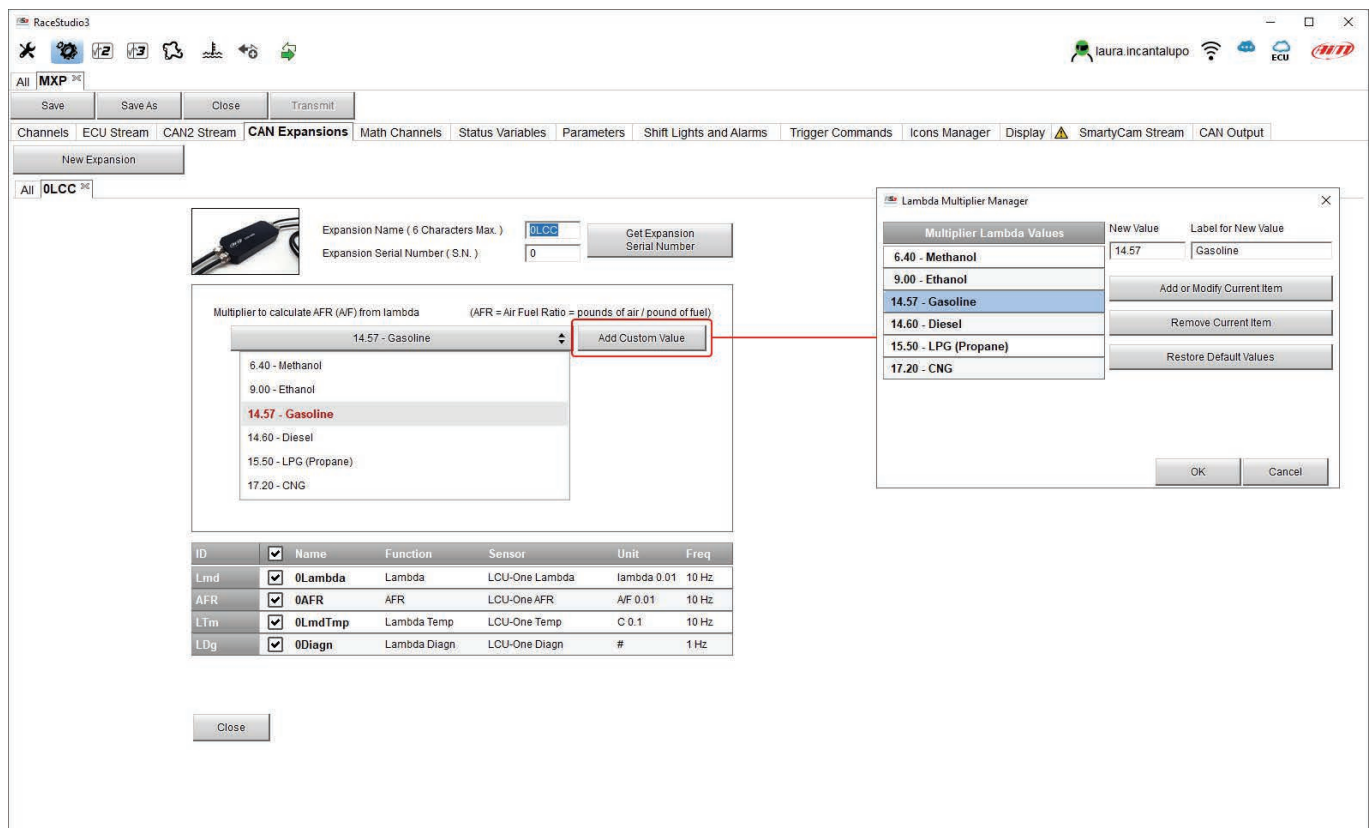 RaceStudio3
laura.incantalupo
ECU
All MXP
Save Save As Close Transmit
Channels ECU Stream CAN2 Stream CAN Expansions Math Channels Status Variables Parameters Shift Lights and Alarms Trigger Commands Icons Manager Display SmartyCam Stream CAN Output
New Expansion
All 0LCC
Expansion Name ( 6 Characters Max. ) 0LCC
Expansion Serial Number ( S.N. ) 0
Get Expansion
Serial Number
Multiplier to calculate AFR (A/F) from lambda (AFR = Air Fuel Ratio = pounds of air / pound of fuel)
14.57 - Gasoline Add Custom Value
6.40 - Methanol
9.00 - Ethanol
14.57 - Gasoline
14.60 - Diesel
15.50 - LPG (Propane)
17.20 - CNG
ID Name Function Sensor Unit Freq
Lmd 0Lambda Lambda LCU-One Lambda lambda 0.01 10 Hz
AFR 0AFR AFR LCU-One AFR A/F 0.01 10 Hz
LTm 0LmdTmp Lambda Temp LCU-One Temp C 0.1 10 Hz
LDg 0Diagn Lambda Diagn LCU-One Diagn # 1 Hz
Close
Lambda Multiplier Manager
Multiplier Lambda Values
6.40 - Methanol
9.00 - Ethanol
14.57 - Gasoline
14.60 - Diesel
15.50 - LPG (Propane)
17.20 - CNG
New Value Label for New Value
14.57 Gasoline
Add or Modify Current Item
Remove Current Item
Restore Default Values
OK Cancel